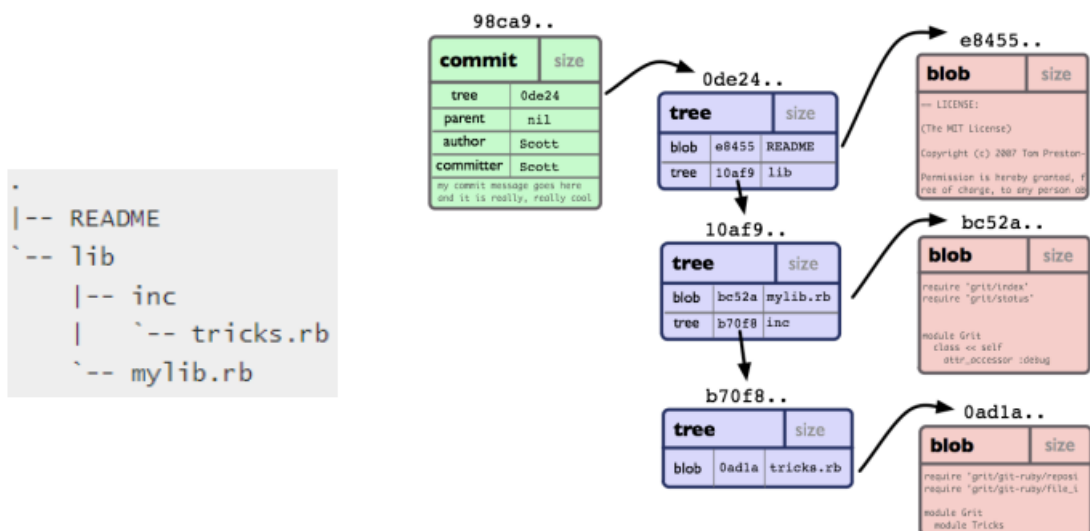 .
|-- README
`-- lib
    |-- inc
    |   `-- tricks.rb
    `-- mylib.rb
98ca9..
commit size
tree 0de24
parent nil
author Scott
committer Scott
my commit message goes here
and it is really, really cool
0de24..
tree size
blob e8455 README
tree 10af9 lib
10af9..
tree size
blob bc52a mylib.rb
tree b70f8 inc
b70f8..
tree size
blob 0ad1a tricks.rb
e8455..
blob size
== LICENSE:
(The MIT License)
Copyright (c) 2007 Tom Preston-
Permission is hereby granted, f
ree of charge, to any person ob
bc52a..
blob size
require 'grit/index'
require 'grit/status'
module Grit
class << self
attr_accessor :debug
0ad1a..
blob size
require 'grit/git-ruby/reposi
require 'grit/git-ruby/file_i
module Grit
module Tricks